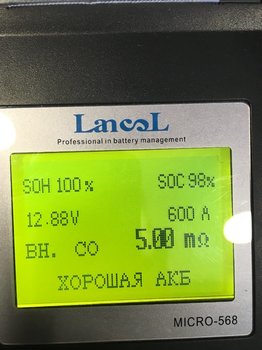 LancoL
Professional in battery management
SOH 100% SOC 98%
12.88V 600 A
ВН. СО 5.00 mΩ
ХОРОШАЯ АКБ
MICRO-568